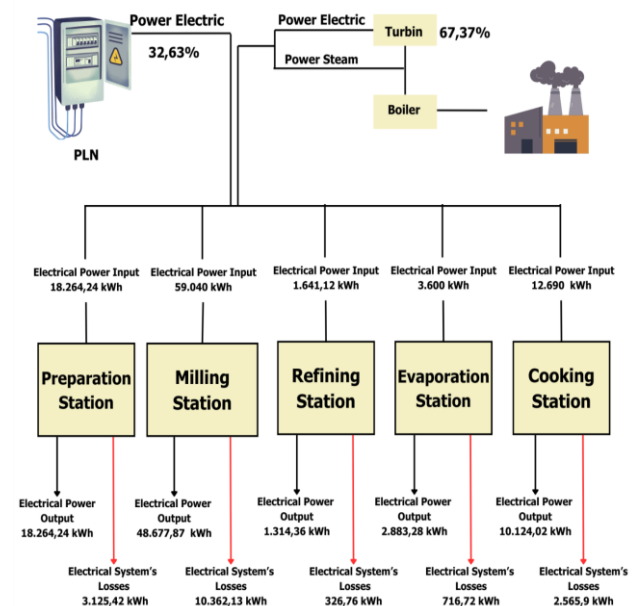 Power Electric
32,63%
PLN
Power Electric
Power Steam
Turbin
67,37%
Boiler
Electrical Power Input
18.264,24 kWh
Electrical Power Input
59.040 kWh
Electrical Power Input
1.641,12 kWh
Electrical Power Input
3.600 kWh
Electrical Power Input
12.690 kWh
Preparation
Station
Milling
Station
Refining
Station
Evaporation
Station
Cooking
Station
Electrical Power
Output
18.264,24 kWh
Electrical Power
Output
48.677,87 kWh
Electrical Power
Output
1.314,36 kWh
Electrical Power
Output
2.883,28 kWh
Electrical Power
Output
10.124,02 kWh
Electrical System's
Losses
3.125,42 kWh
Electrical System's
Losses
10.362,13 kWh
Electrical System's
Losses
326,76 kWh
Electrical System's
Losses
716,72 kWh
Electrical System's
Losses
2.565,9 kWh